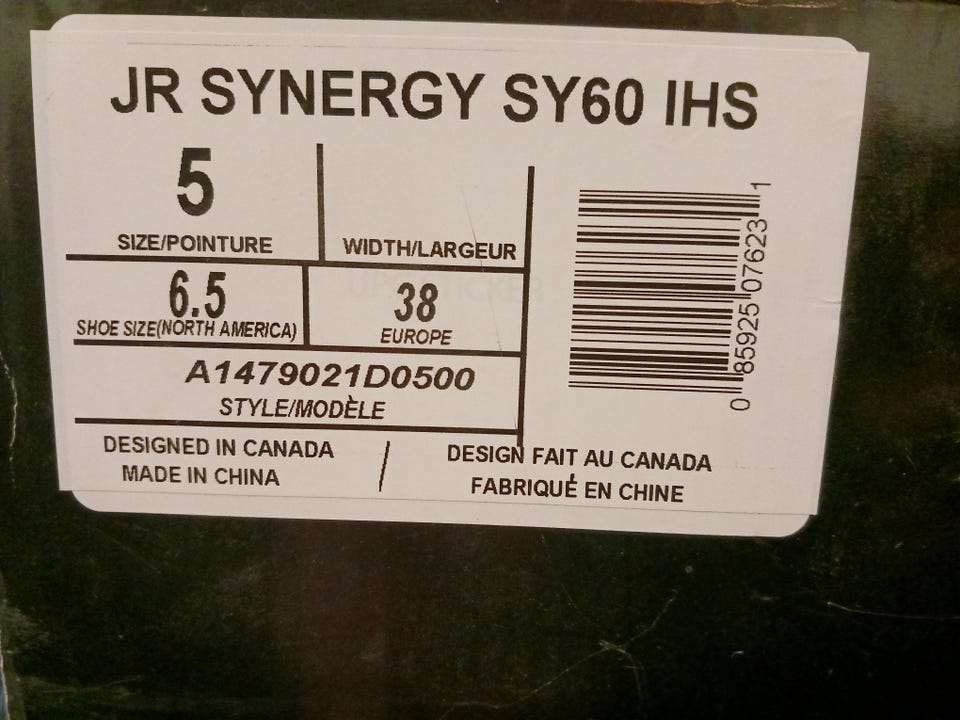 JR SYNERGY SY60 IHS
5
SIZE/POINTURE
WIDTH/LARGEUR
6.5
SHOE SIZE(NORTH AMERICA)
38
EUROPE
A1479021D0500
STYLE/MODÈLE
DESIGNED IN CANADA
MADE IN CHINA
/
DESIGN FAIT AU CANADA
FABRIQUÉ EN CHINE
0 85925 07623 1